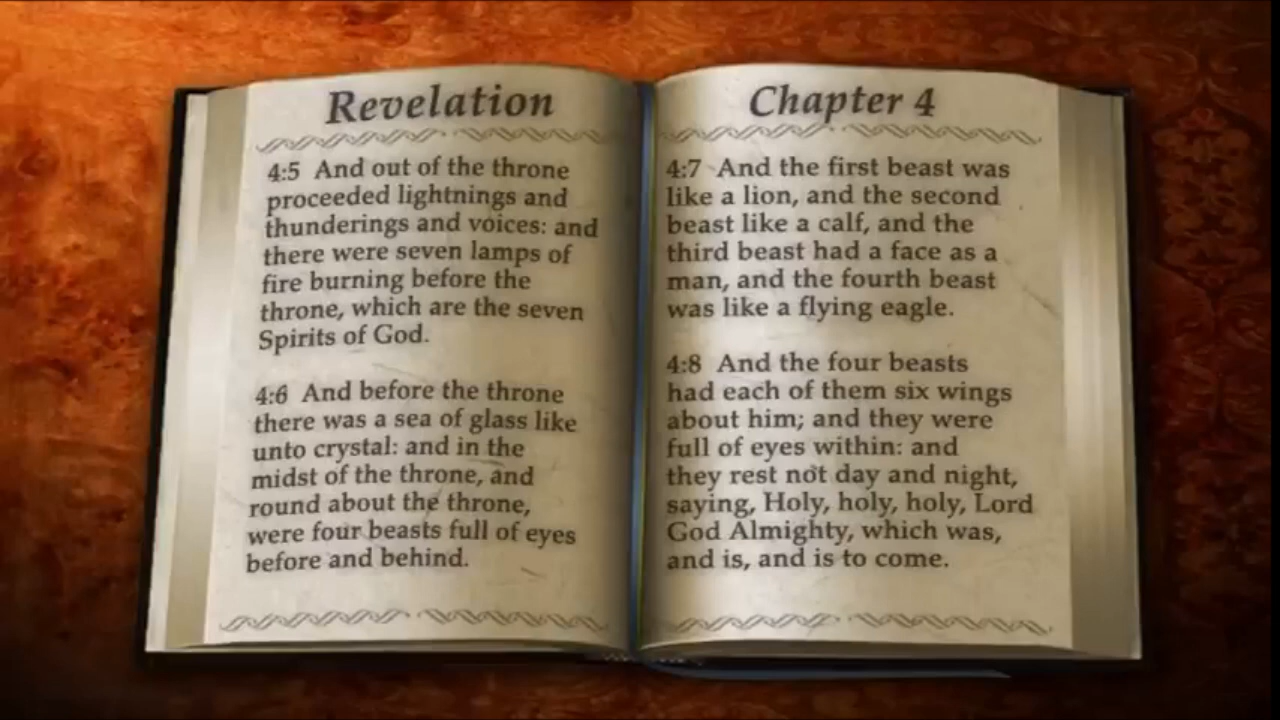 Revelation
4:5 And out of the throne
proceeded lightnings and
thunderings and voices: and
there were seven lamps of
fire burning before the
throne, which are the seven
Spirits of God.
4:6 And before the throne
there was a sea of glass like
unto crystal: and in the
midst of the throne, and
round about the throne,
were four beasts full of eyes
before and behind.
Chapter 4
4:7 And the first beast was
like a lion, and the second
beast like a calf, and the
third beast had a face as a
man, and the fourth beast
was like a flying eagle.
4:8 And the four beasts
had each of them six wings
about him; and they were
full of eyes within: and
they rest not day and night,
saying, Holy, holy, holy, Lord
God Almighty, which was,
and is, and is to come.